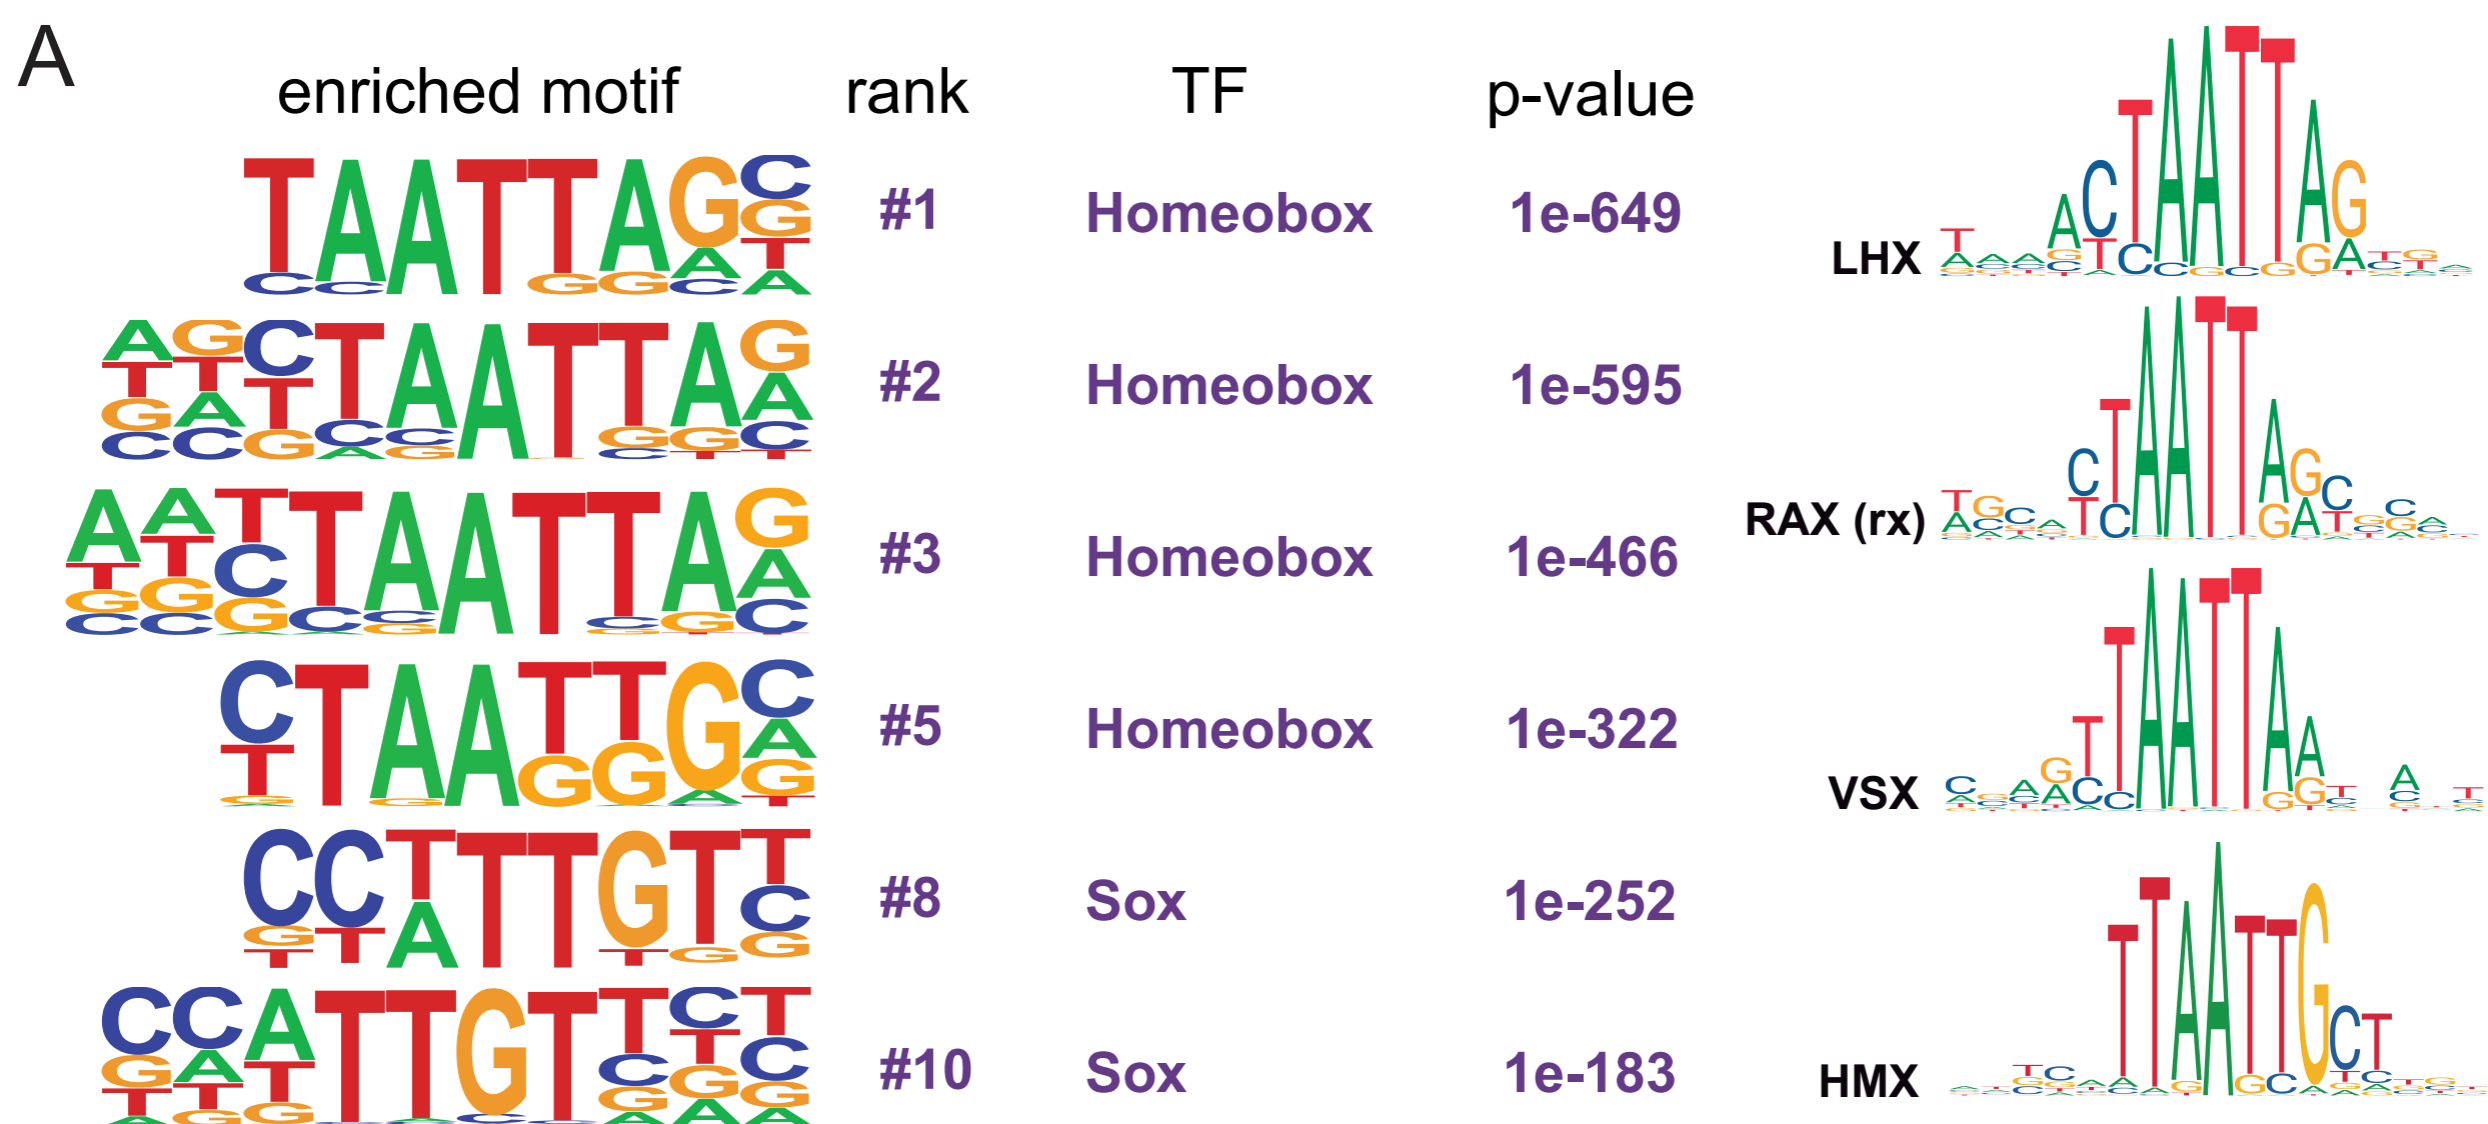 A
enriched motif rank TF p-value
TAATTAGC #1 Homeobox 1e-649
LHX
AGCTAATTAG #2 Homeobox 1e-595
RAX (rx)
AATTAATTAG #3 Homeobox 1e-466
CTAATTGC #5 Homeobox 1e-322
VSX
CCTTTGTT #8 Sox 1e-252
CCATTGTTCT #10 Sox 1e-183
HMX